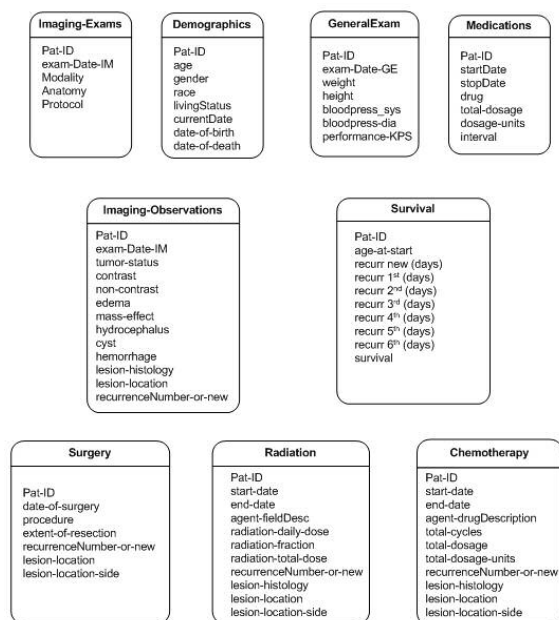 Imaging-Exams
Pat-ID
exam-Date-IM
Modality
Anatomy
Protocol
Demographics
Pat-ID
age
gender
race
livingStatus
currentDate
date-of-birth
date-of-death
GeneralExam
Pat-ID
exam-Date-GE
weight
height
bloodpress_sys
bloodpress-dia
performance-KPS
Medications
Pat-ID
startDate
stopDate
drug
total-dosage
dosage-units
interval
Imaging-Observations
Pat-ID
exam-Date-IM
tumor-status
contrast
non-contrast
edema
mass-effect
hydrocephalus
cyst
hemorrhage
lesion-histology
lesion-location
recurrenceNumber-or-new
Survival
Pat-ID
age-at-start
recurr new (days)
recurr 1st (days)
recurr 2nd (days)
recurr 3rd (days)
recurr 4th (days)
recurr 5th (days)
recurr 6th (days)
survival
Surgery
Pat-ID
date-of-surgery
procedure
extent-of-resection
recurrenceNumber-or-new
lesion-location
lesion-location-side
Radiation
Pat-ID
start-date
end-date
agent-fieldDesc
radiation-daily-dose
radiation-fraction
radiation-total-dose
recurrenceNumber-or-new
lesion-histology
lesion-location
lesion-location-side
Chemotherapy
Pat-ID
start-date
end-date
agent-drugDescription
total-cycles
total-dosage
total-dosage-units
recurrenceNumber-or-new
lesion-histology
lesion-location
lesion-location-side